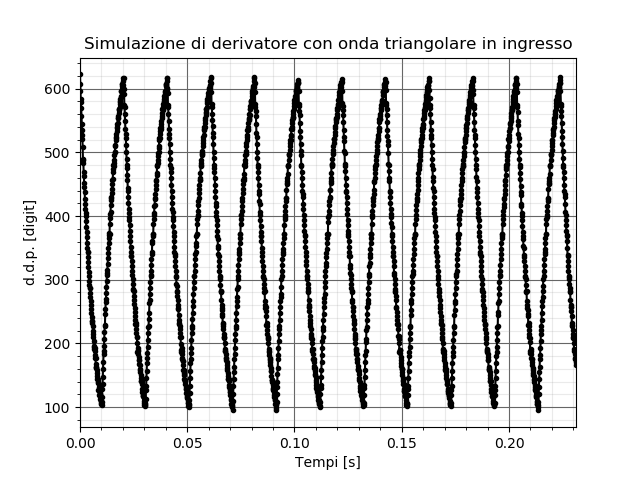 Simulazione di derivatore con onda triangolare in ingresso
600
500
400
300
200
100
d.d.p. [digit]
0.00 0.05 0.10 0.15 0.20
Tempi [s]